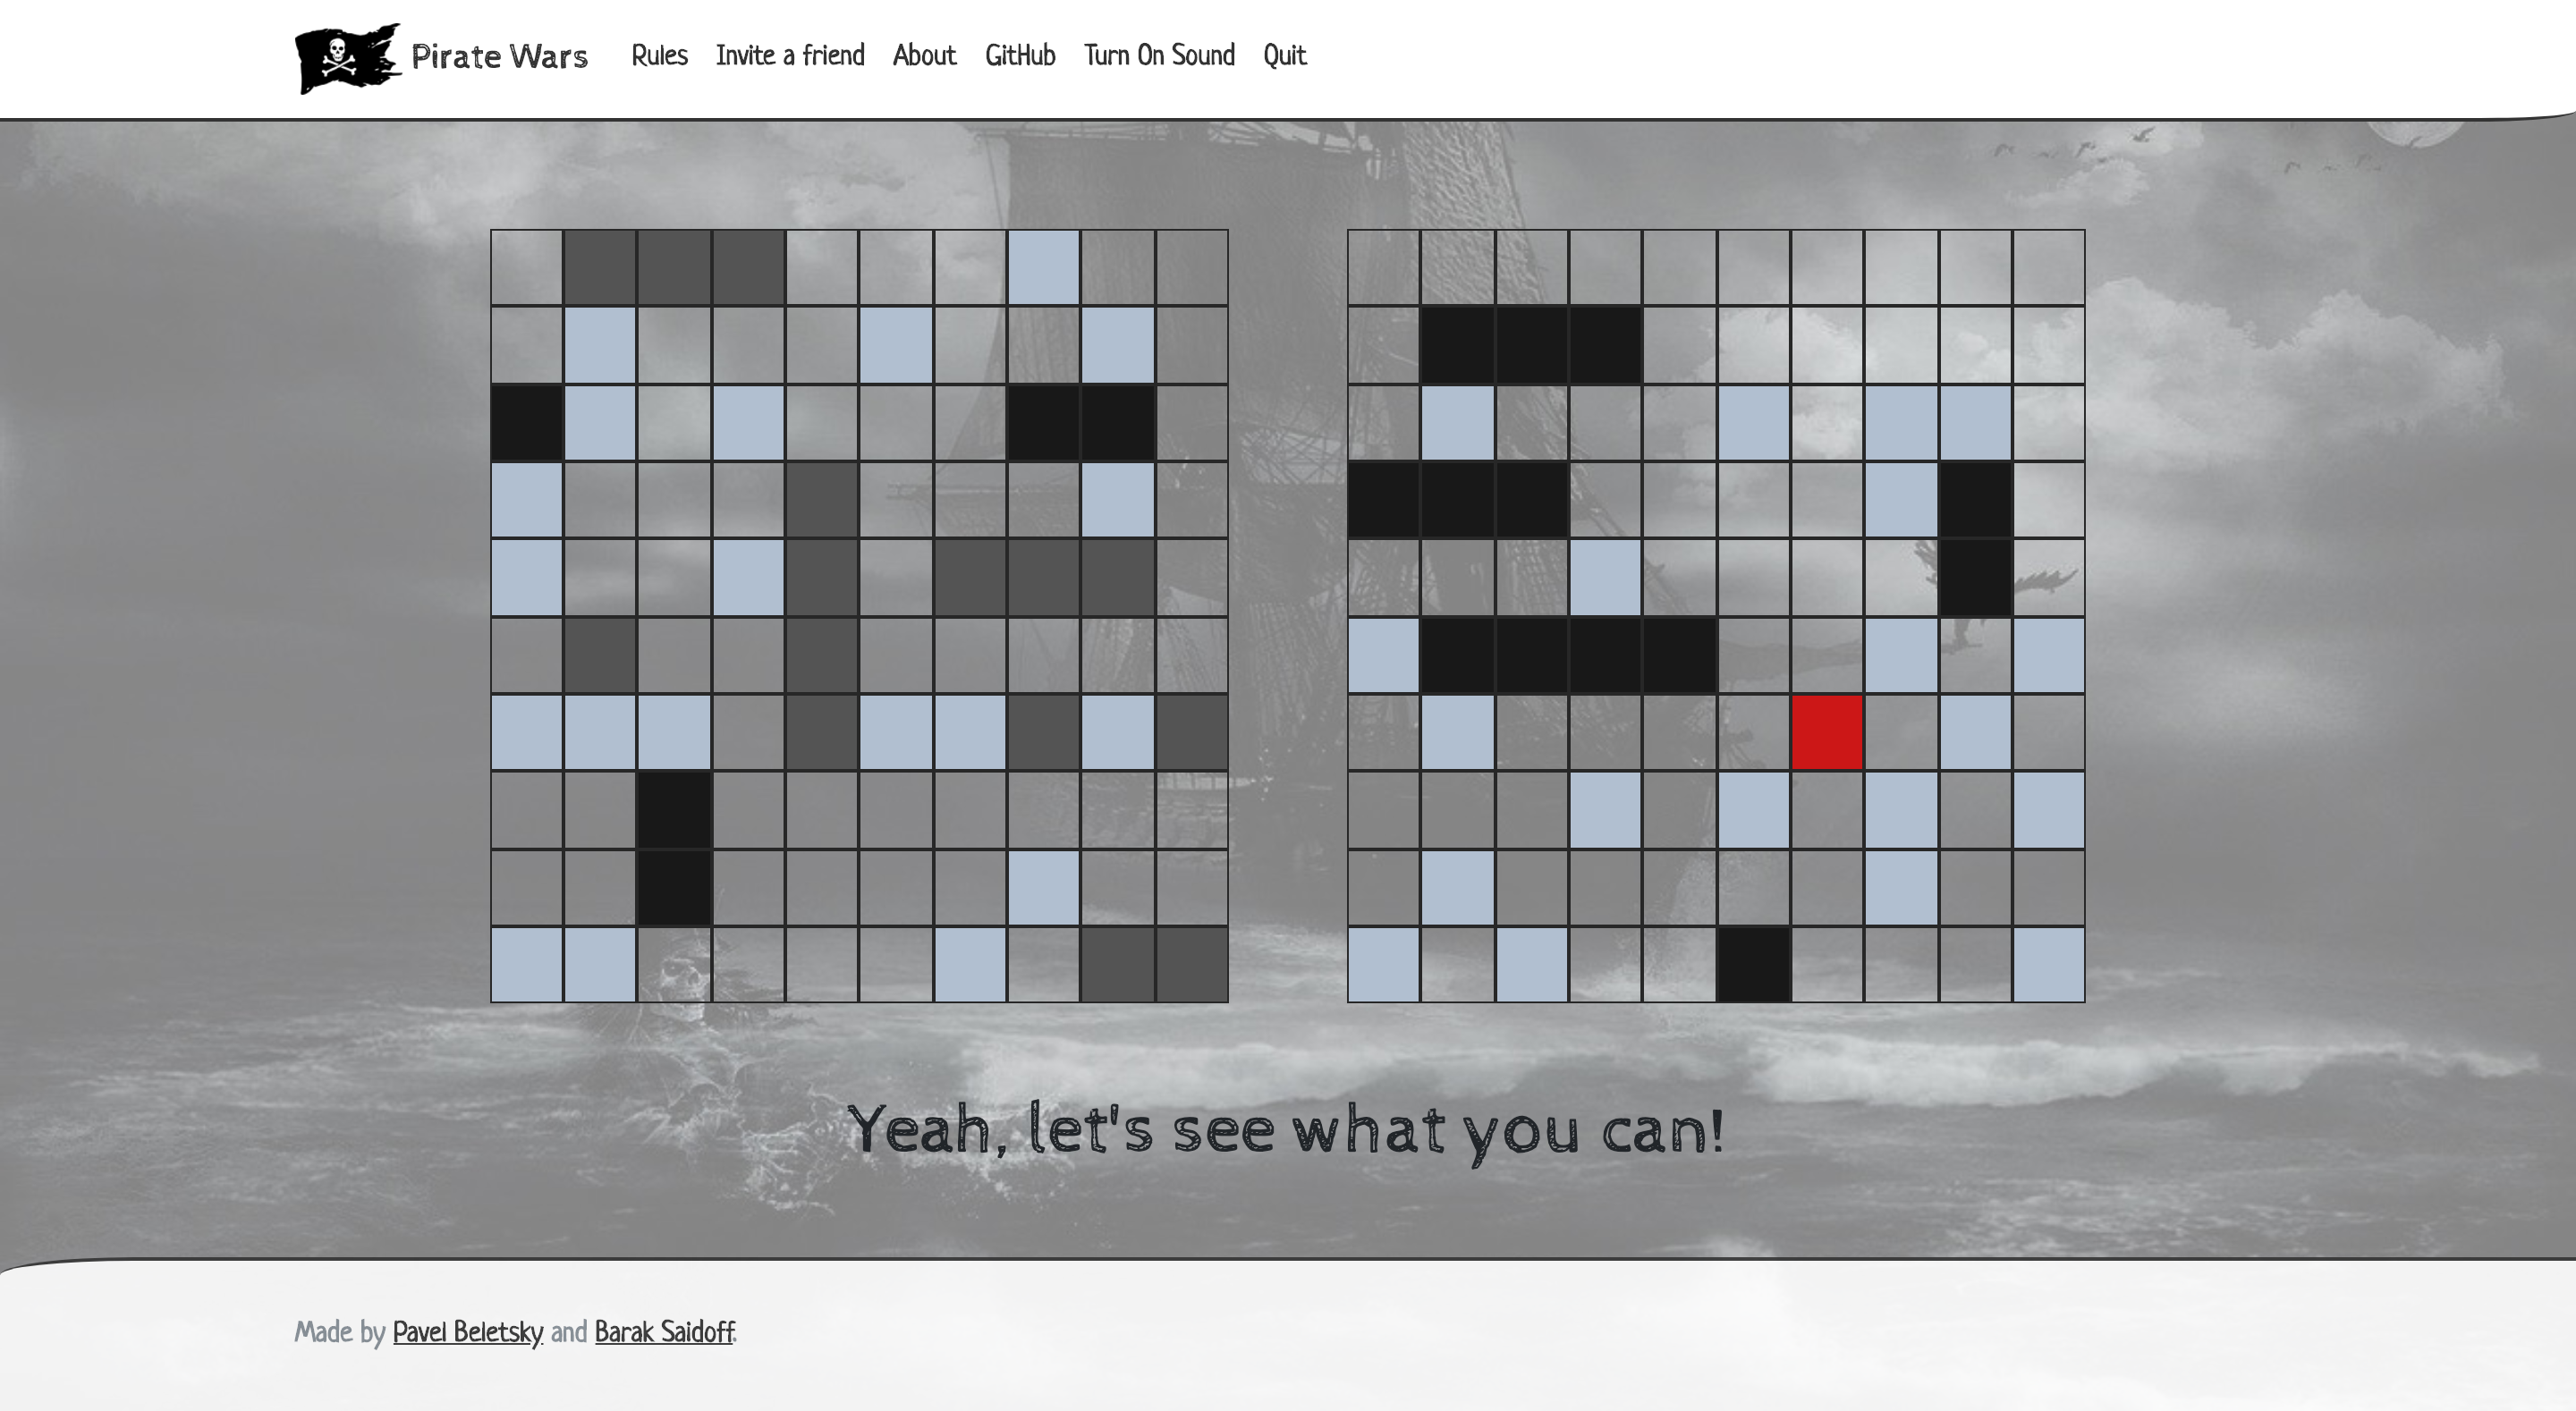 Pirate Wars Rules Invite a friend About GitHub Turn On Sound Quit
Yeah, let's see what you can!
Made by Pavel Beletsky and Barak Saidoff.